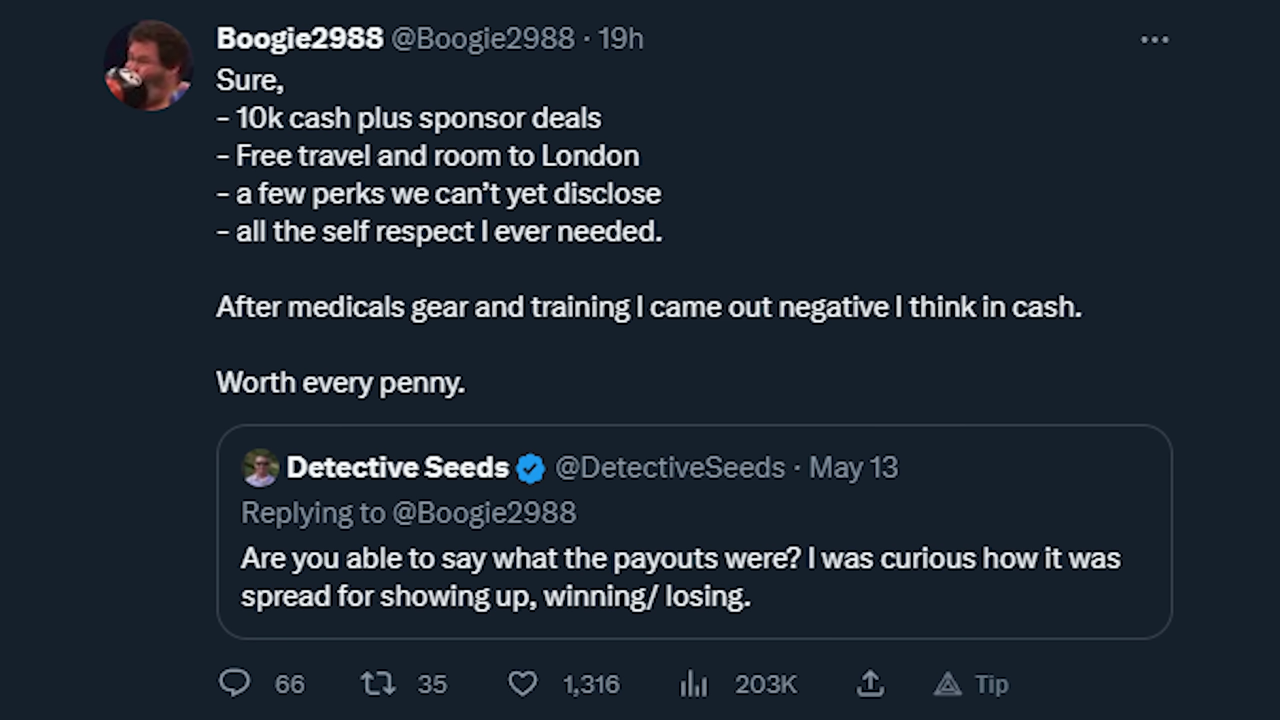 Boogie2988 @Boogie2988 · 19h
Sure,
- 10k cash plus sponsor deals
- Free travel and room to London
- a few perks we can’t yet disclose
- all the self respect I ever needed.
After medicals gear and training I came out negative I think in cash.
Worth every penny.
Detective Seeds @DetectiveSeeds · May 13
Replying to @Boogie2988
Are you able to say what the payouts were? I was curious how it was
spread for showing up, winning/ losing.
66 35 1,316 203K Tip